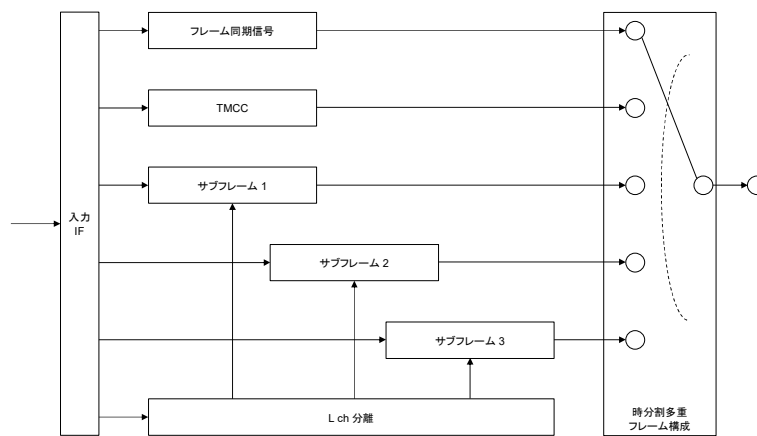 フレーム同期信号
TMCC
サブフレーム 1
入力
IF
サブフレーム 2
サブフレーム 3
L ch 分離
時分割多重
フレーム構成